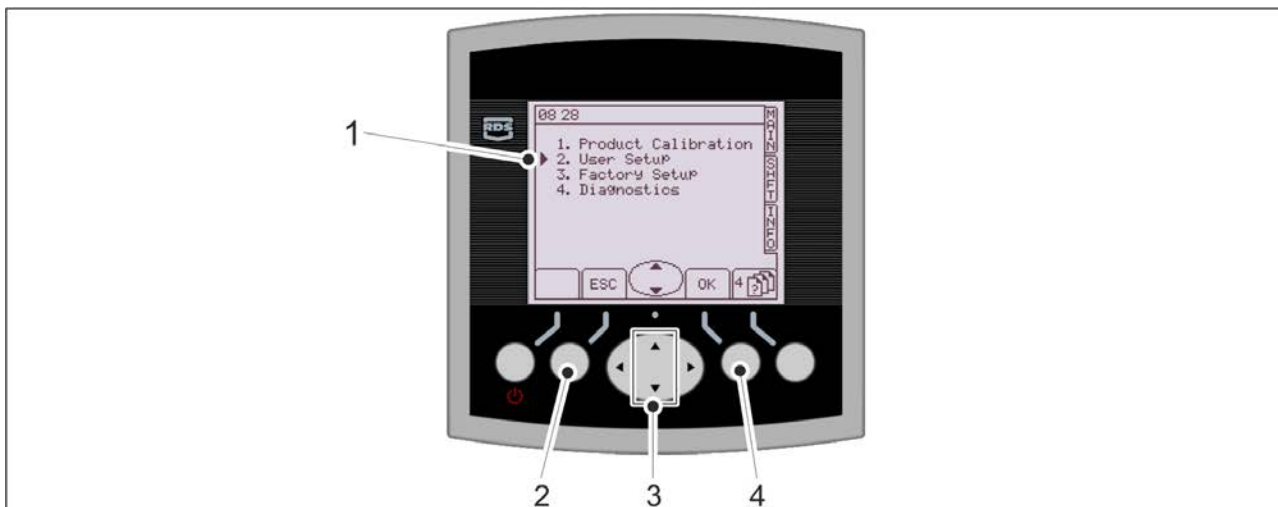 08 28
1. Product Calibration
2. User Setup
3. Factory Setup
4. Diagnostics
MAIN
SHFT
INFO
ESC
OK
4 ?
RDS
1
2
3
4